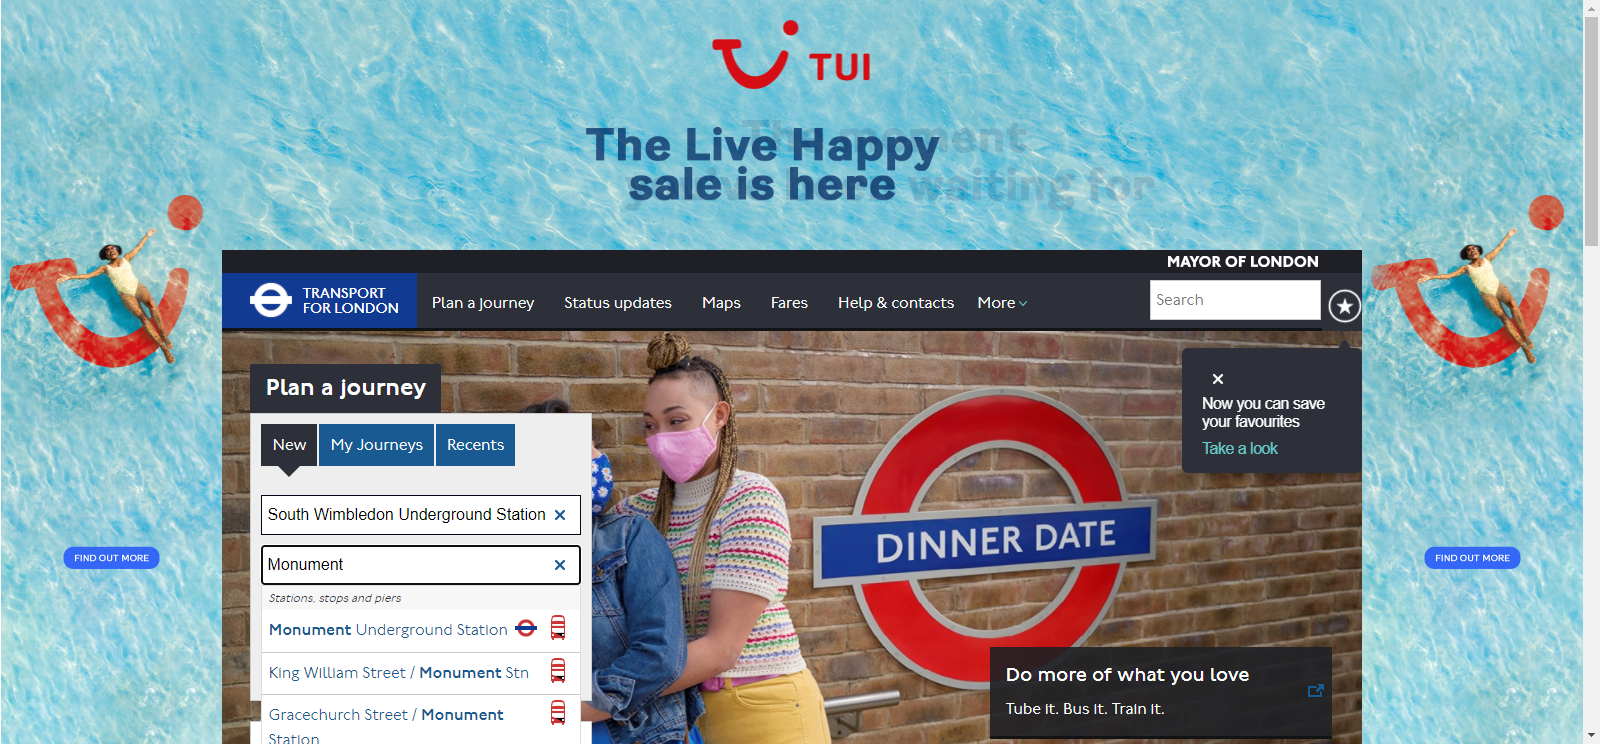 TUI
The Live Happy
sale is here
waiting for
MAYOR OF LONDON
TRANSPORT
FOR LONDON
Plan a journey
Status updates
Maps
Fares
Help & contacts
More
Search
Plan a journey
Now you can save
your favourites
Take a look
New
My Journeys
Recents
South Wimbledon Underground Station
DINNER DATE
Monument
FIND OUT MORE
FIND OUT MORE
Stations, stops and piers
Monument Underground Station
King William Street / Monument Stn
Gracechurch Street / Monument
Station
Do more of what you love
Tube it. Bus it. Train it.